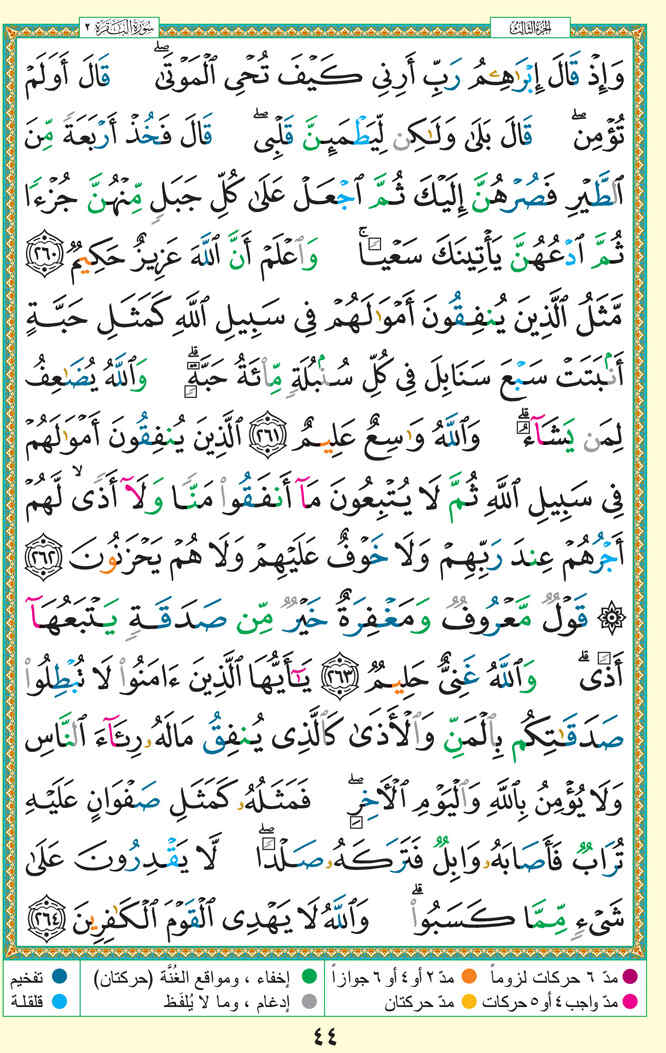 الجزء الثالث
سورة البقرة ٢
وَإِذْ قَالَ إِبْرَٰهِـۧمُ رَبِّ أَرِنِى كَيْفَ تُحْىِ ٱلْمَوْتَىٰ ۖ قَالَ أَوَلَمْ
تُؤْمِن ۖ قَالَ بَلَىٰ وَلَٰكِن لِّيَطْمَئِنَّ قَلْبِى ۖ قَالَ فَخُذْ أَرْبَعَةً مِّنَ
ٱلطَّيْرِ فَصُرْهُنَّ إِلَيْكَ ثُمَّ ٱجْعَلْ عَلَىٰ كُلِّ جَبَلٍ مِّنْهُنَّ جُزْءًا
ثُمَّ ٱدْعُهُنَّ يَأْتِينَكَ سَعْيًا ۚ وَٱعْلَمْ أَنَّ ٱللَّهَ عَزِيزٌ حَكِيمٌ ٢٦٠
مَّثَلُ ٱلَّذِينَ يُنفِقُونَ أَمْوَٰلَهُمْ فِى سَبِيلِ ٱللَّهِ كَمَثَلِ حَبَّةٍ
أَنۢبَتَتْ سَبْعَ سَنَابِلَ فِى كُلِّ سُنۢبُلَةٍ مِّا۟ئَةُ حَبَّةٍ ۗ وَٱللَّهُ يُضَٰعِفُ
لِمَن يَشَآءُ ۗ وَٱللَّهُ وَٰسِعٌ عَلِيمٌ ٢٦١ ٱلَّذِينَ يُنفِقُونَ أَمْوَٰلَهُمْ
فِى سَبِيلِ ٱللَّهِ ثُمَّ لَا يُتْبِعُونَ مَآ أَنفَقُوا۟ مَنًّا وَلَآ أَذًى ۙ لَّهُمْ
أَجْرُهُمْ عِندَ رَبِّهِمْ وَلَا خَوْفٌ عَلَيْهِمْ وَلَا هُمْ يَحْزَنُونَ ٢٦٢
۞ قَوْلٌ مَّعْرُوفٌ وَمَغْفِرَةٌ خَيْرٌ مِّن صَدَقَةٍ يَتْبَعُهَآ
أَذًى ۗ وَٱللَّهُ غَنِىٌّ حَلِيمٌ ٢٦٣ يَٰٓأَيُّهَا ٱلَّذِينَ ءَامَنُوا۟ لَا تُبْطِلُوا۟
صَدَقَٰتِكُم بِٱلْمَنِّ وَٱلْأَذَىٰ كَٱلَّذِى يُنفِقُ مَالَهُۥ رِئَآءَ ٱلنَّاسِ
وَلَا يُؤْمِنُ بِٱللَّهِ وَٱلْيَوْمِ ٱلْءَاخِرِ ۖ فَمَثَلُهُۥ كَمَثَلِ صَفْوَانٍ عَلَيْهِ
تُرَابٌ فَأَصَابَهُۥ وَابِلٌ فَتَرَكَهُۥ صَلْدًا ۖ لَّا يَقْدِرُونَ عَلَىٰ
شَىْءٍ مِّمَّا كَسَبُوا۟ ۗ وَٱللَّهُ لَا يَهْدِى ٱلْقَوْمَ ٱلْكَٰفِرِينَ ٢٦٤
مدّ ٦ حركات لزوماً مدّ ٢ أو ٤ أو ٦ جوازاً إخفاء ، ومواقع الغُنَّة (حركتان) تفخيم
مدّ واجب ٤ أو ٥ حركات مدّ حركتان إدغام ، وما لا يُلفَظ قلقلة
٤٤